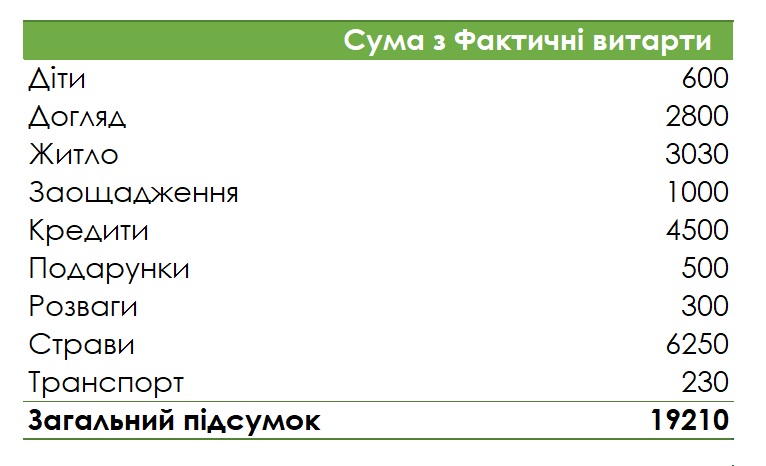 Сума з Фактичні витарти
Діти 600
Догляд 2800
Житло 3030
Заощадження 1000
Кредити 4500
Подарунки 500
Розваги 300
Страви 6250
Транспорт 230
Загальний підсумок 19210